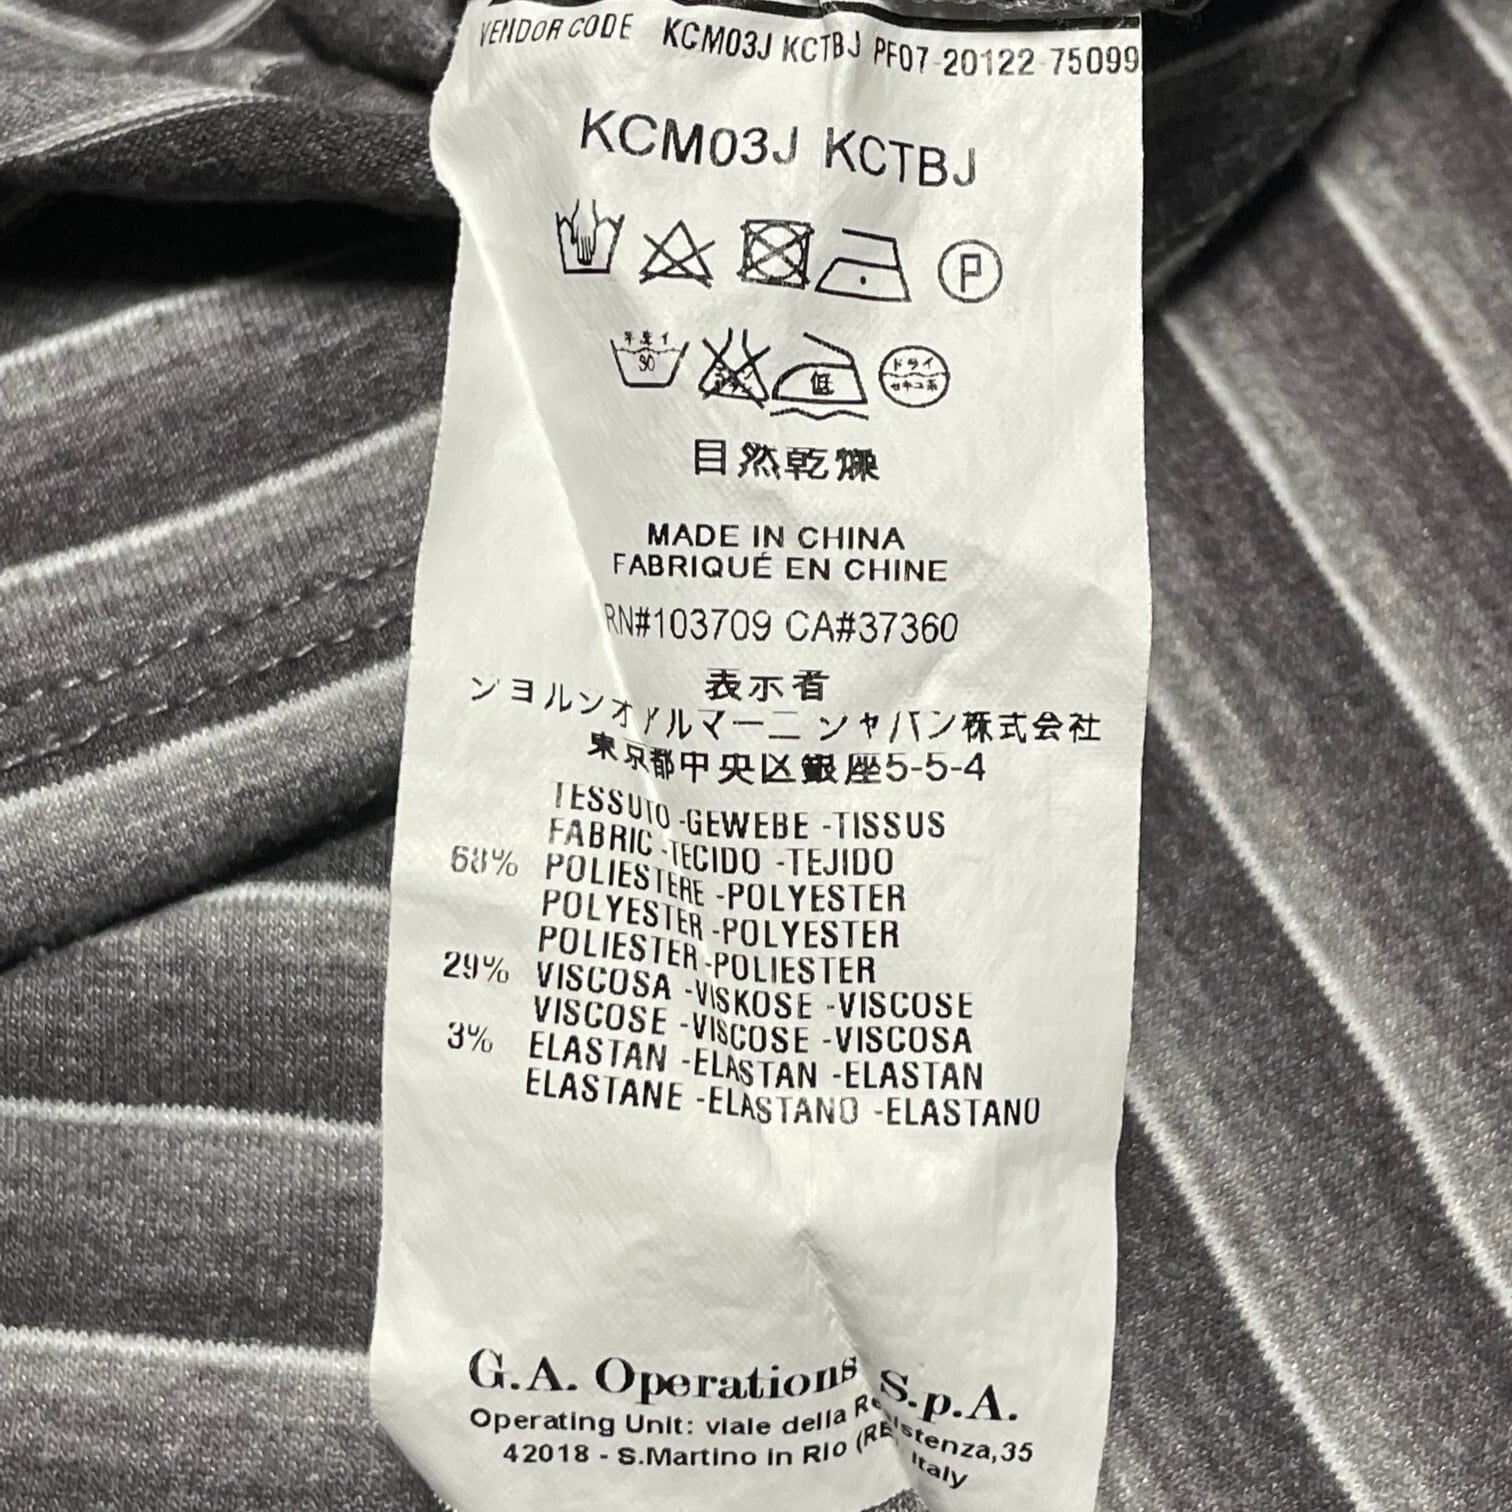 VENDOR CODE KCM03J KCTBJ PF07-20122-75099
KCM03J KCTBJ
P
30
低
ドライ
セキユ系
自然乾燥
MADE IN CHINA
FABRIQUÉ EN CHINE
RN#103709 CA#37360
表示者
ジョルジオアルマーニ ジャパン株式会社
東京都中央区銀座5-5-4
TESSUTO -GEWEBE -TISSUS
FABRIC -TECIDO -TEJIDO
68% POLIESTERE -POLYESTER
POLYESTER -POLYESTER
POLIESTER -POLIESTER
29% VISCOSA -VISKOSE -VISCOSE
VISCOSE -VISCOSE -VISCOSA
3% ELASTAN -ELASTAN -ELASTAN
ELASTANE -ELASTANO -ELASTANO
G.A. Operations S.p.A.
Operating Unit: viale della Resistenza,35
42018 - S.Martino in Rio (RE) Italy